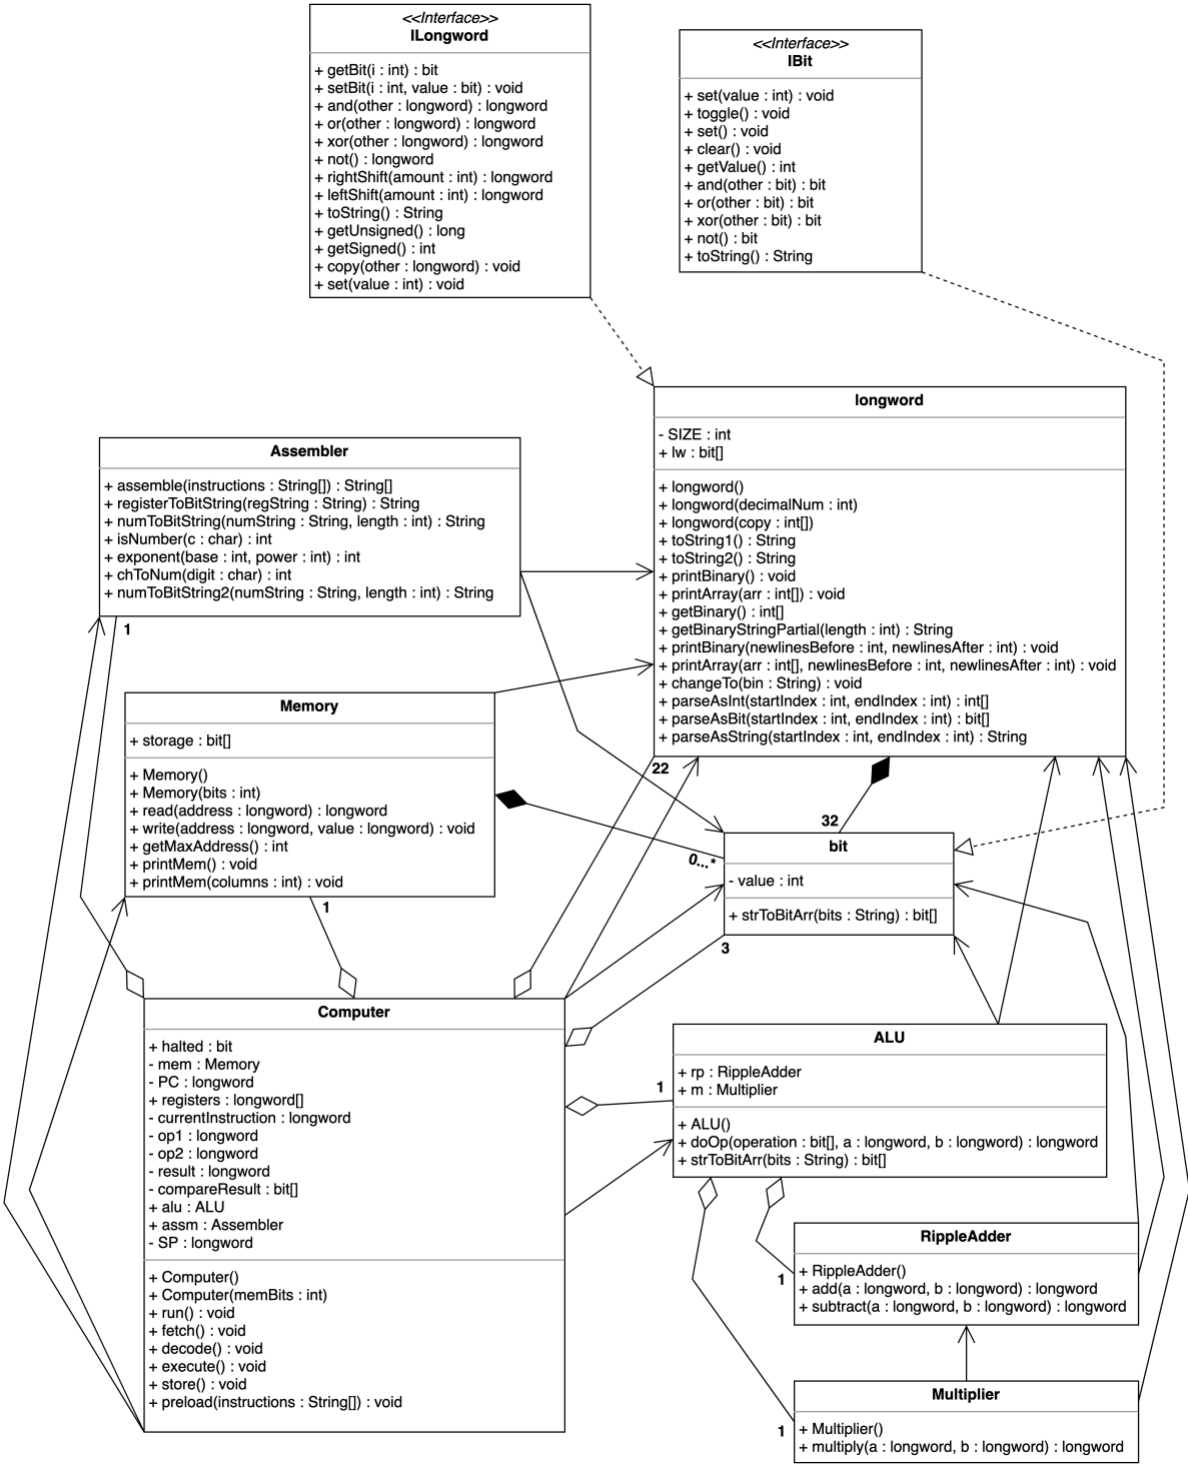 <<Interface>>
ILongword
+ getBit(i : int) : bit
+ setBit(i : int, value : bit) : void
+ and(other : longword) : longword
+ or(other : longword) : longword
+ xor(other : longword) : longword
+ not() : longword
+ rightShift(amount : int) : longword
+ leftShift(amount : int) : longword
+ toString() : String
+ getUnsigned() : long
+ getSigned() : int
+ copy(other : longword) : void
+ set(value : int) : void
<<Interface>>
IBit
+ set(value : int) : void
+ toggle() : void
+ set() : void
+ clear() : void
+ getValue() : int
+ and(other : bit) : bit
+ or(other : bit) : bit
+ xor(other : bit) : bit
+ not() : bit
+ toString() : String
longword
- SIZE : int
+ lw : bit[]
+ longword()
+ longword(decimalNum : int)
+ longword(copy : int[])
+ toString1() : String
+ toString2() : String
+ printBinary() : void
+ printArray(arr : int[]) : void
+ getBinary() : int[]
+ getBinaryStringPartial(length : int) : String
+ printBinary(newlinesBefore : int, newlinesAfter : int) : void
+ printArray(arr : int[], newlinesBefore : int, newlinesAfter : int) : void
+ changeTo(bin : String) : void
+ parseAsInt(startIndex : int, endIndex : int) : int[]
+ parseAsBit(startIndex : int, endIndex : int) : bit[]
+ parseAsString(startIndex : int, endIndex : int) : String
22
32
Assembler
+ assemble(instructions : String[]) : String[]
+ registerToBitString(regString : String) : String
+ numToBitString(numString : String, length : int) : String
+ isNumber(c : char) : int
+ exponent(base : int, power : int) : int
+ chToNum(digit : char) : int
+ numToBitString2(numString : String, length : int) : String
1
Memory
+ storage : bit[]
+ Memory()
+ Memory(bits : int)
+ read(address : longword) : longword
+ write(address : longword, value : longword) : void
+ getMaxAddress() : int
+ printMem() : void
+ printMem(columns : int) : void
1
0...*
bit
- value : int
+ strToBitArr(bits : String) : bit[]
3
Computer
+ halted : bit
- mem : Memory
- PC : longword
+ registers : longword[]
- currentInstruction : longword
- op1 : longword
- op2 : longword
- result : longword
- compareResult : bit[]
+ alu : ALU
+ assm : Assembler
- SP : longword
+ Computer()
+ Computer(memBits : int)
+ run() : void
+ fetch() : void
+ decode() : void
+ execute() : void
+ store() : void
+ preload(instructions : String[]) : void
1
ALU
+ rp : RippleAdder
+ m : Multiplier
+ ALU()
+ doOp(operation : bit[], a : longword, b : longword) : longword
+ strToBitArr(bits : String) : bit[]
1
RippleAdder
+ RippleAdder()
+ add(a : longword, b : longword) : longword
+ subtract(a : longword, b : longword) : longword
1
Multiplier
+ Multiplier()
+ multiply(a : longword, b : longword) : longword